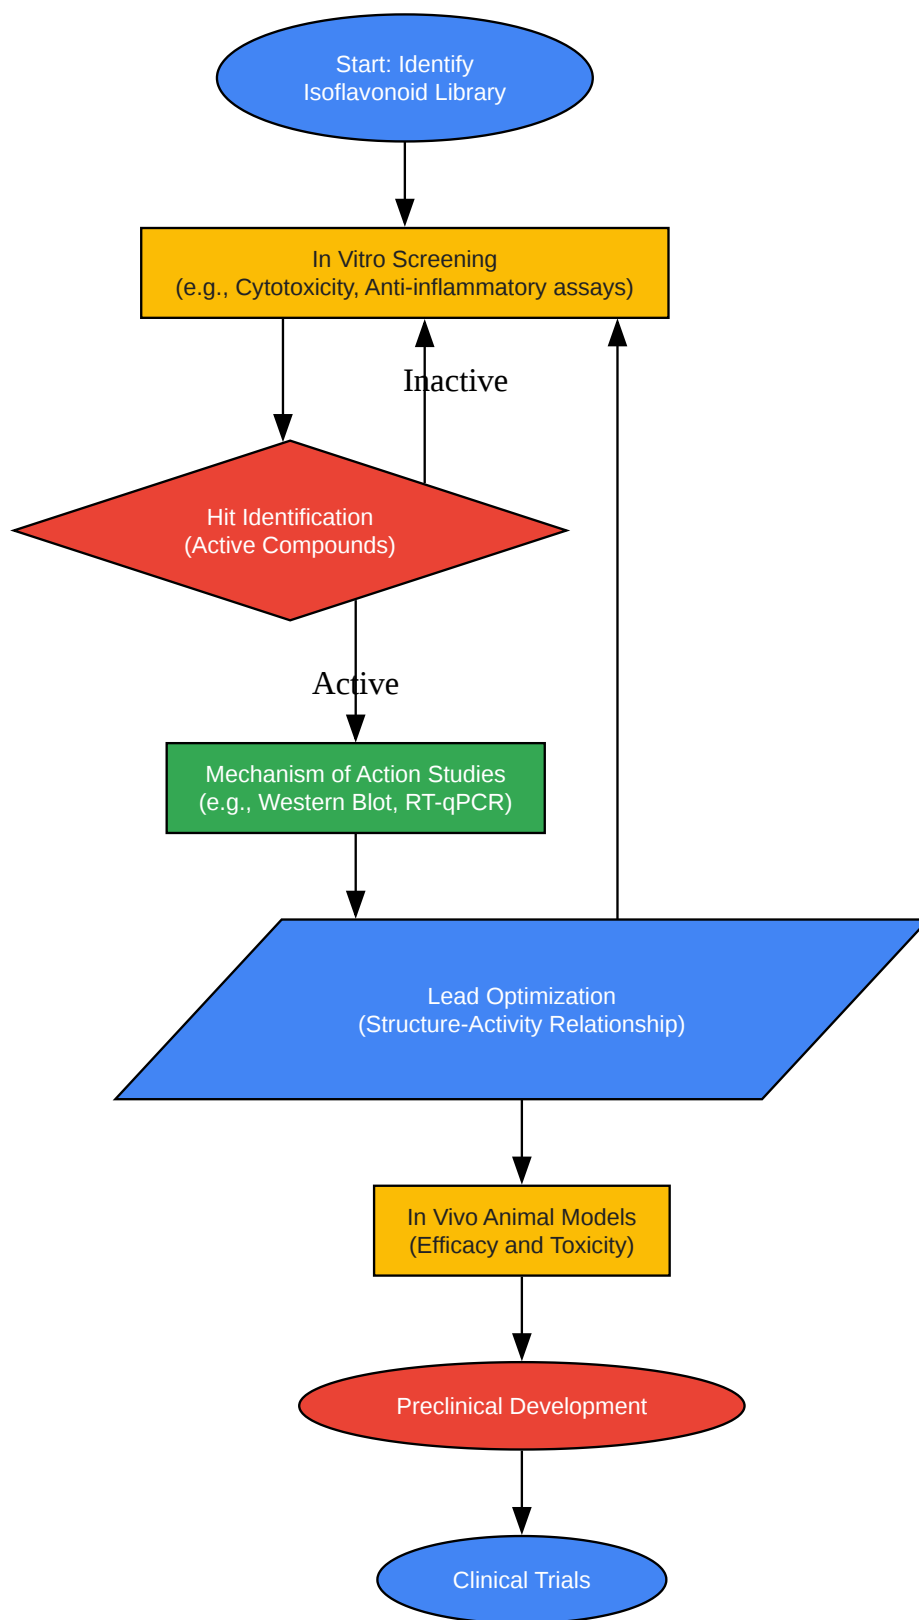 Start: Identify
Isoflavonoid Library
In Vitro Screening
(e.g., Cytotoxicity, Anti-inflammatory assays)
Inactive
Hit Identification
(Active Compounds)
Active
Mechanism of Action Studies
(e.g., Western Blot, RT-qPCR)
Lead Optimization
(Structure-Activity Relationship)
In Vivo Animal Models
(Efficacy and Toxicity)
Preclinical Development
Clinical Trials